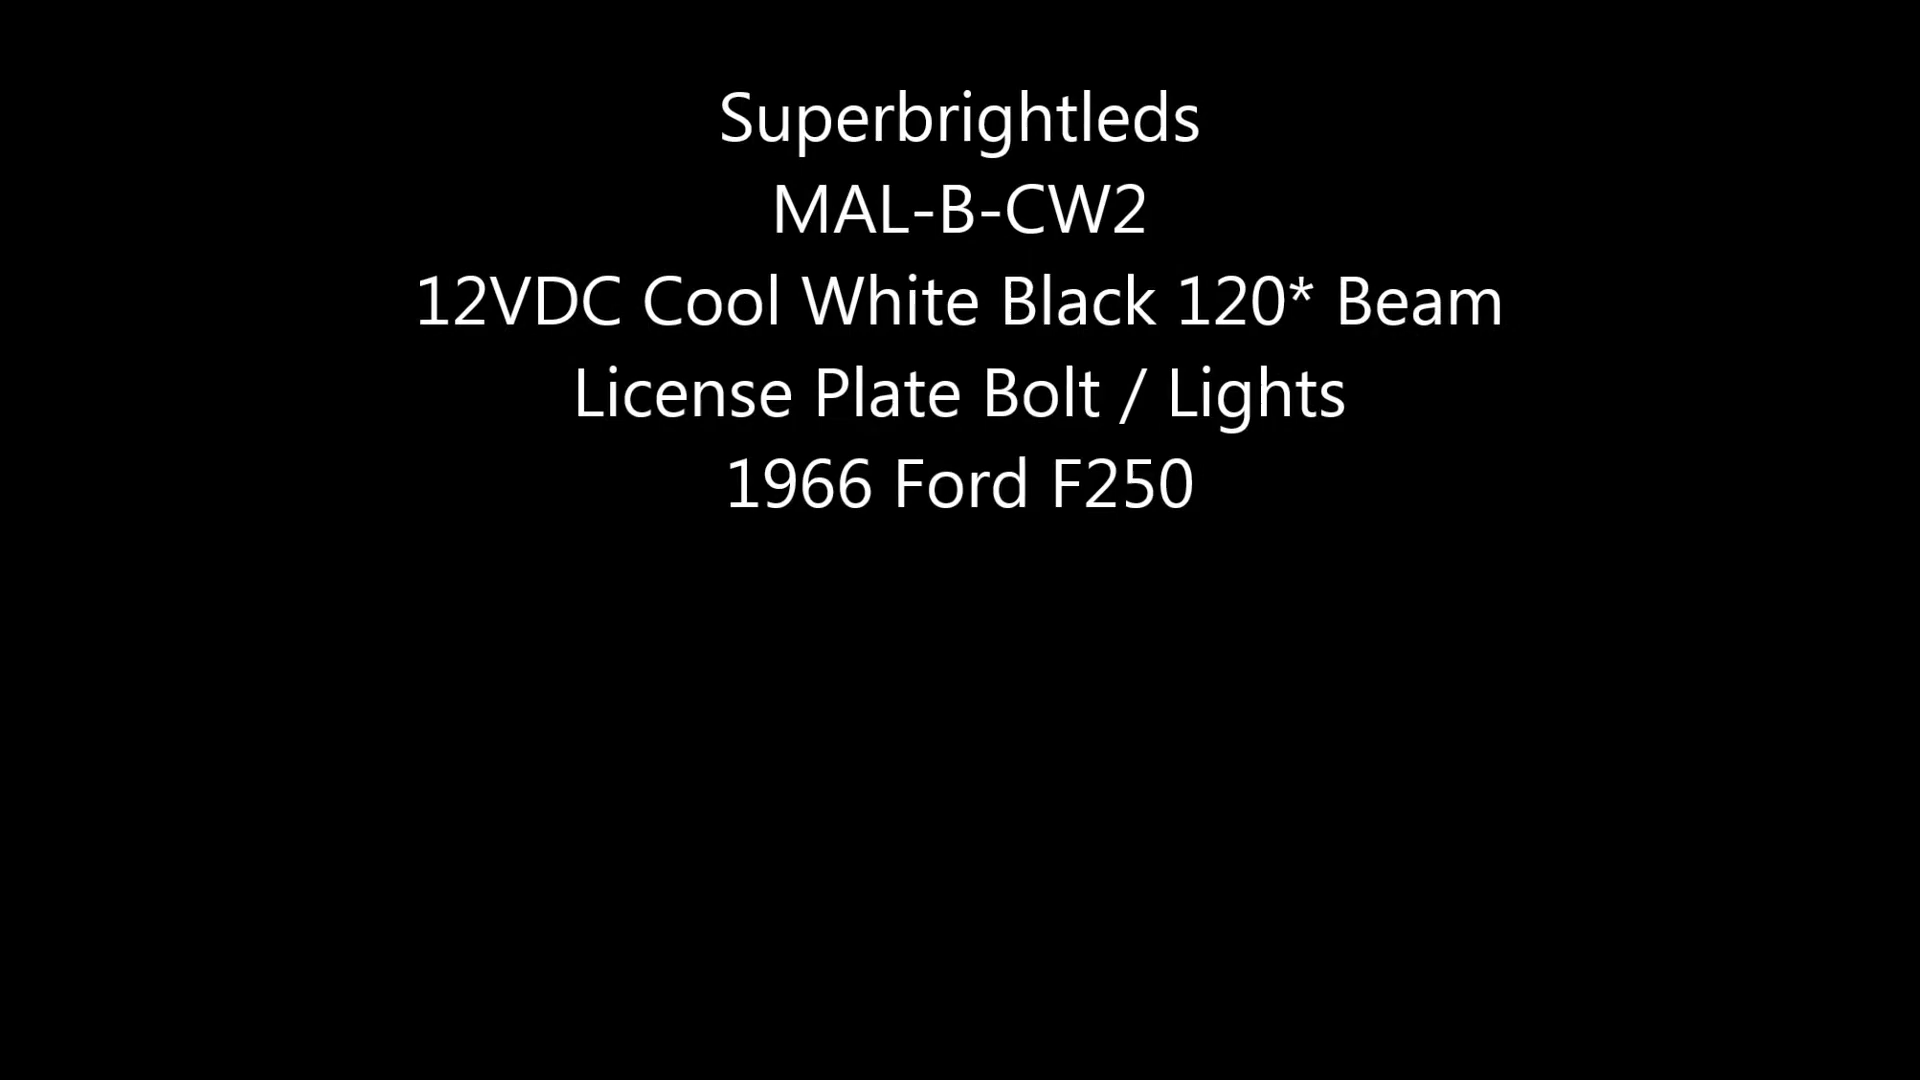 Superbrightleds
MAL-B-CW2
12VDC Cool White Black 120* Beam
License Plate Bolt / Lights
1966 Ford F250